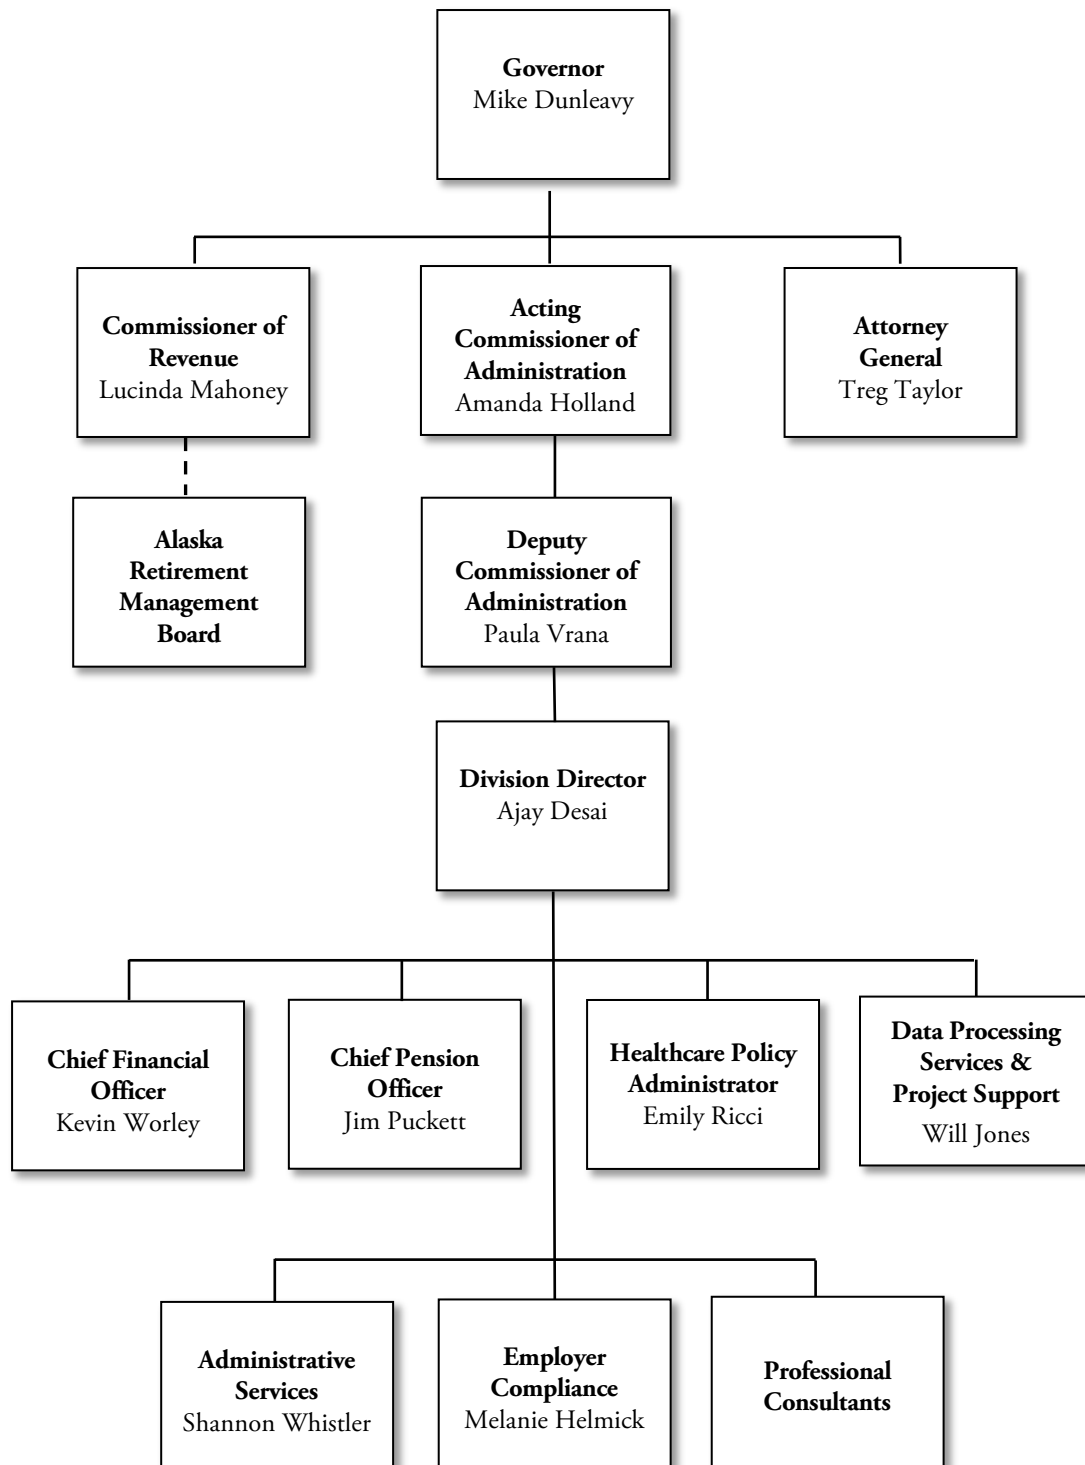 Governor
Mike Dunleavy
Commissioner of
Revenue
Lucinda Mahoney
Acting
Commissioner of
Administration
Amanda Holland
Attorney
General
Treg Taylor
Alaska
Retirement
Management
Board
Deputy
Commissioner of
Administration
Paula Vrana
Division Director
Ajay Desai
Chief Financial
Officer
Kevin Worley
Chief Pension
Officer
Jim Puckett
Healthcare Policy
Administrator
Emily Ricci
Data Processing
Services &
Project Support
Will Jones
Administrative
Services
Shannon Whistler
Employer
Compliance
Melanie Helmick
Professional
Consultants